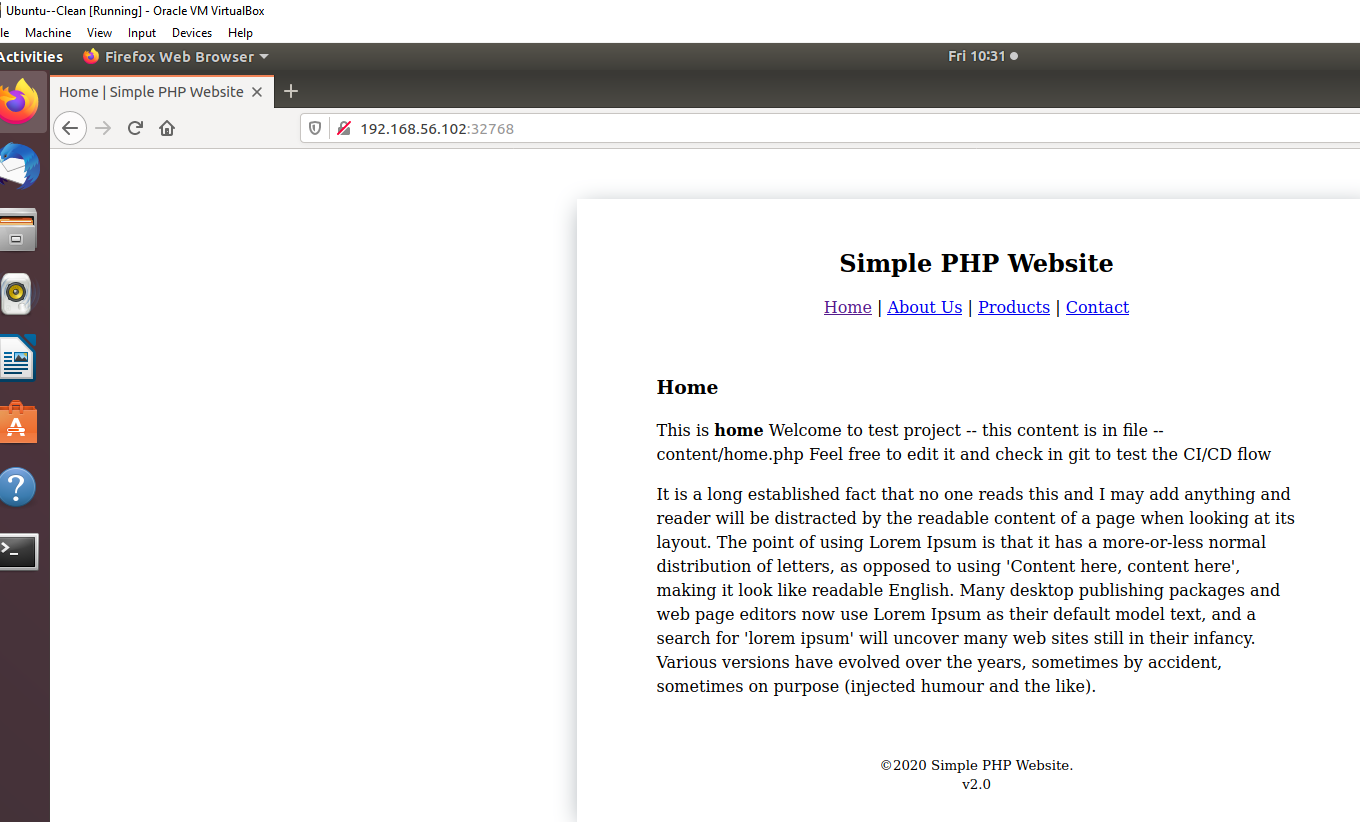 Ubuntu--Clean [Running] - Oracle VM VirtualBox
le Machine View Input Devices Help
Activities Firefox Web Browser Fri 10:31
Home | Simple PHP Website
192.168.56.102:32768
Simple PHP Website
Home | About Us | Products | Contact
Home
This is home Welcome to test project -- this content is in file --
content/home.php Feel free to edit it and check in git to test the CI/CD flow
It is a long established fact that no one reads this and I may add anything and
reader will be distracted by the readable content of a page when looking at its
layout. The point of using Lorem Ipsum is that it has a more-or-less normal
distribution of letters, as opposed to using 'Content here, content here',
making it look like readable English. Many desktop publishing packages and
web page editors now use Lorem Ipsum as their default model text, and a
search for 'lorem ipsum' will uncover many web sites still in their infancy.
Various versions have evolved over the years, sometimes by accident,
sometimes on purpose (injected humour and the like).
©2020 Simple PHP Website.
v2.0